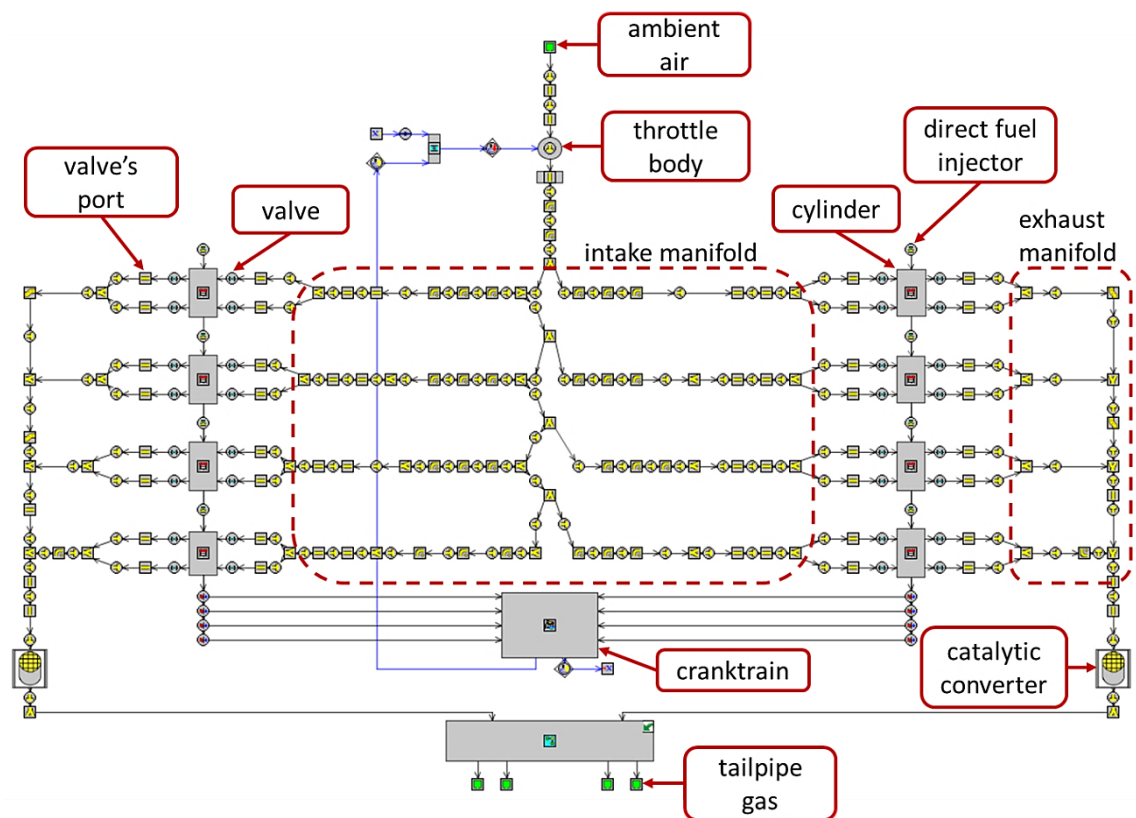 ambient
air
throttle
body
direct fuel
injector
valve's
port
valve
cylinder
exhaust
manifold
intake manifold
cranktrain
catalytic
converter
tailpipe
gas